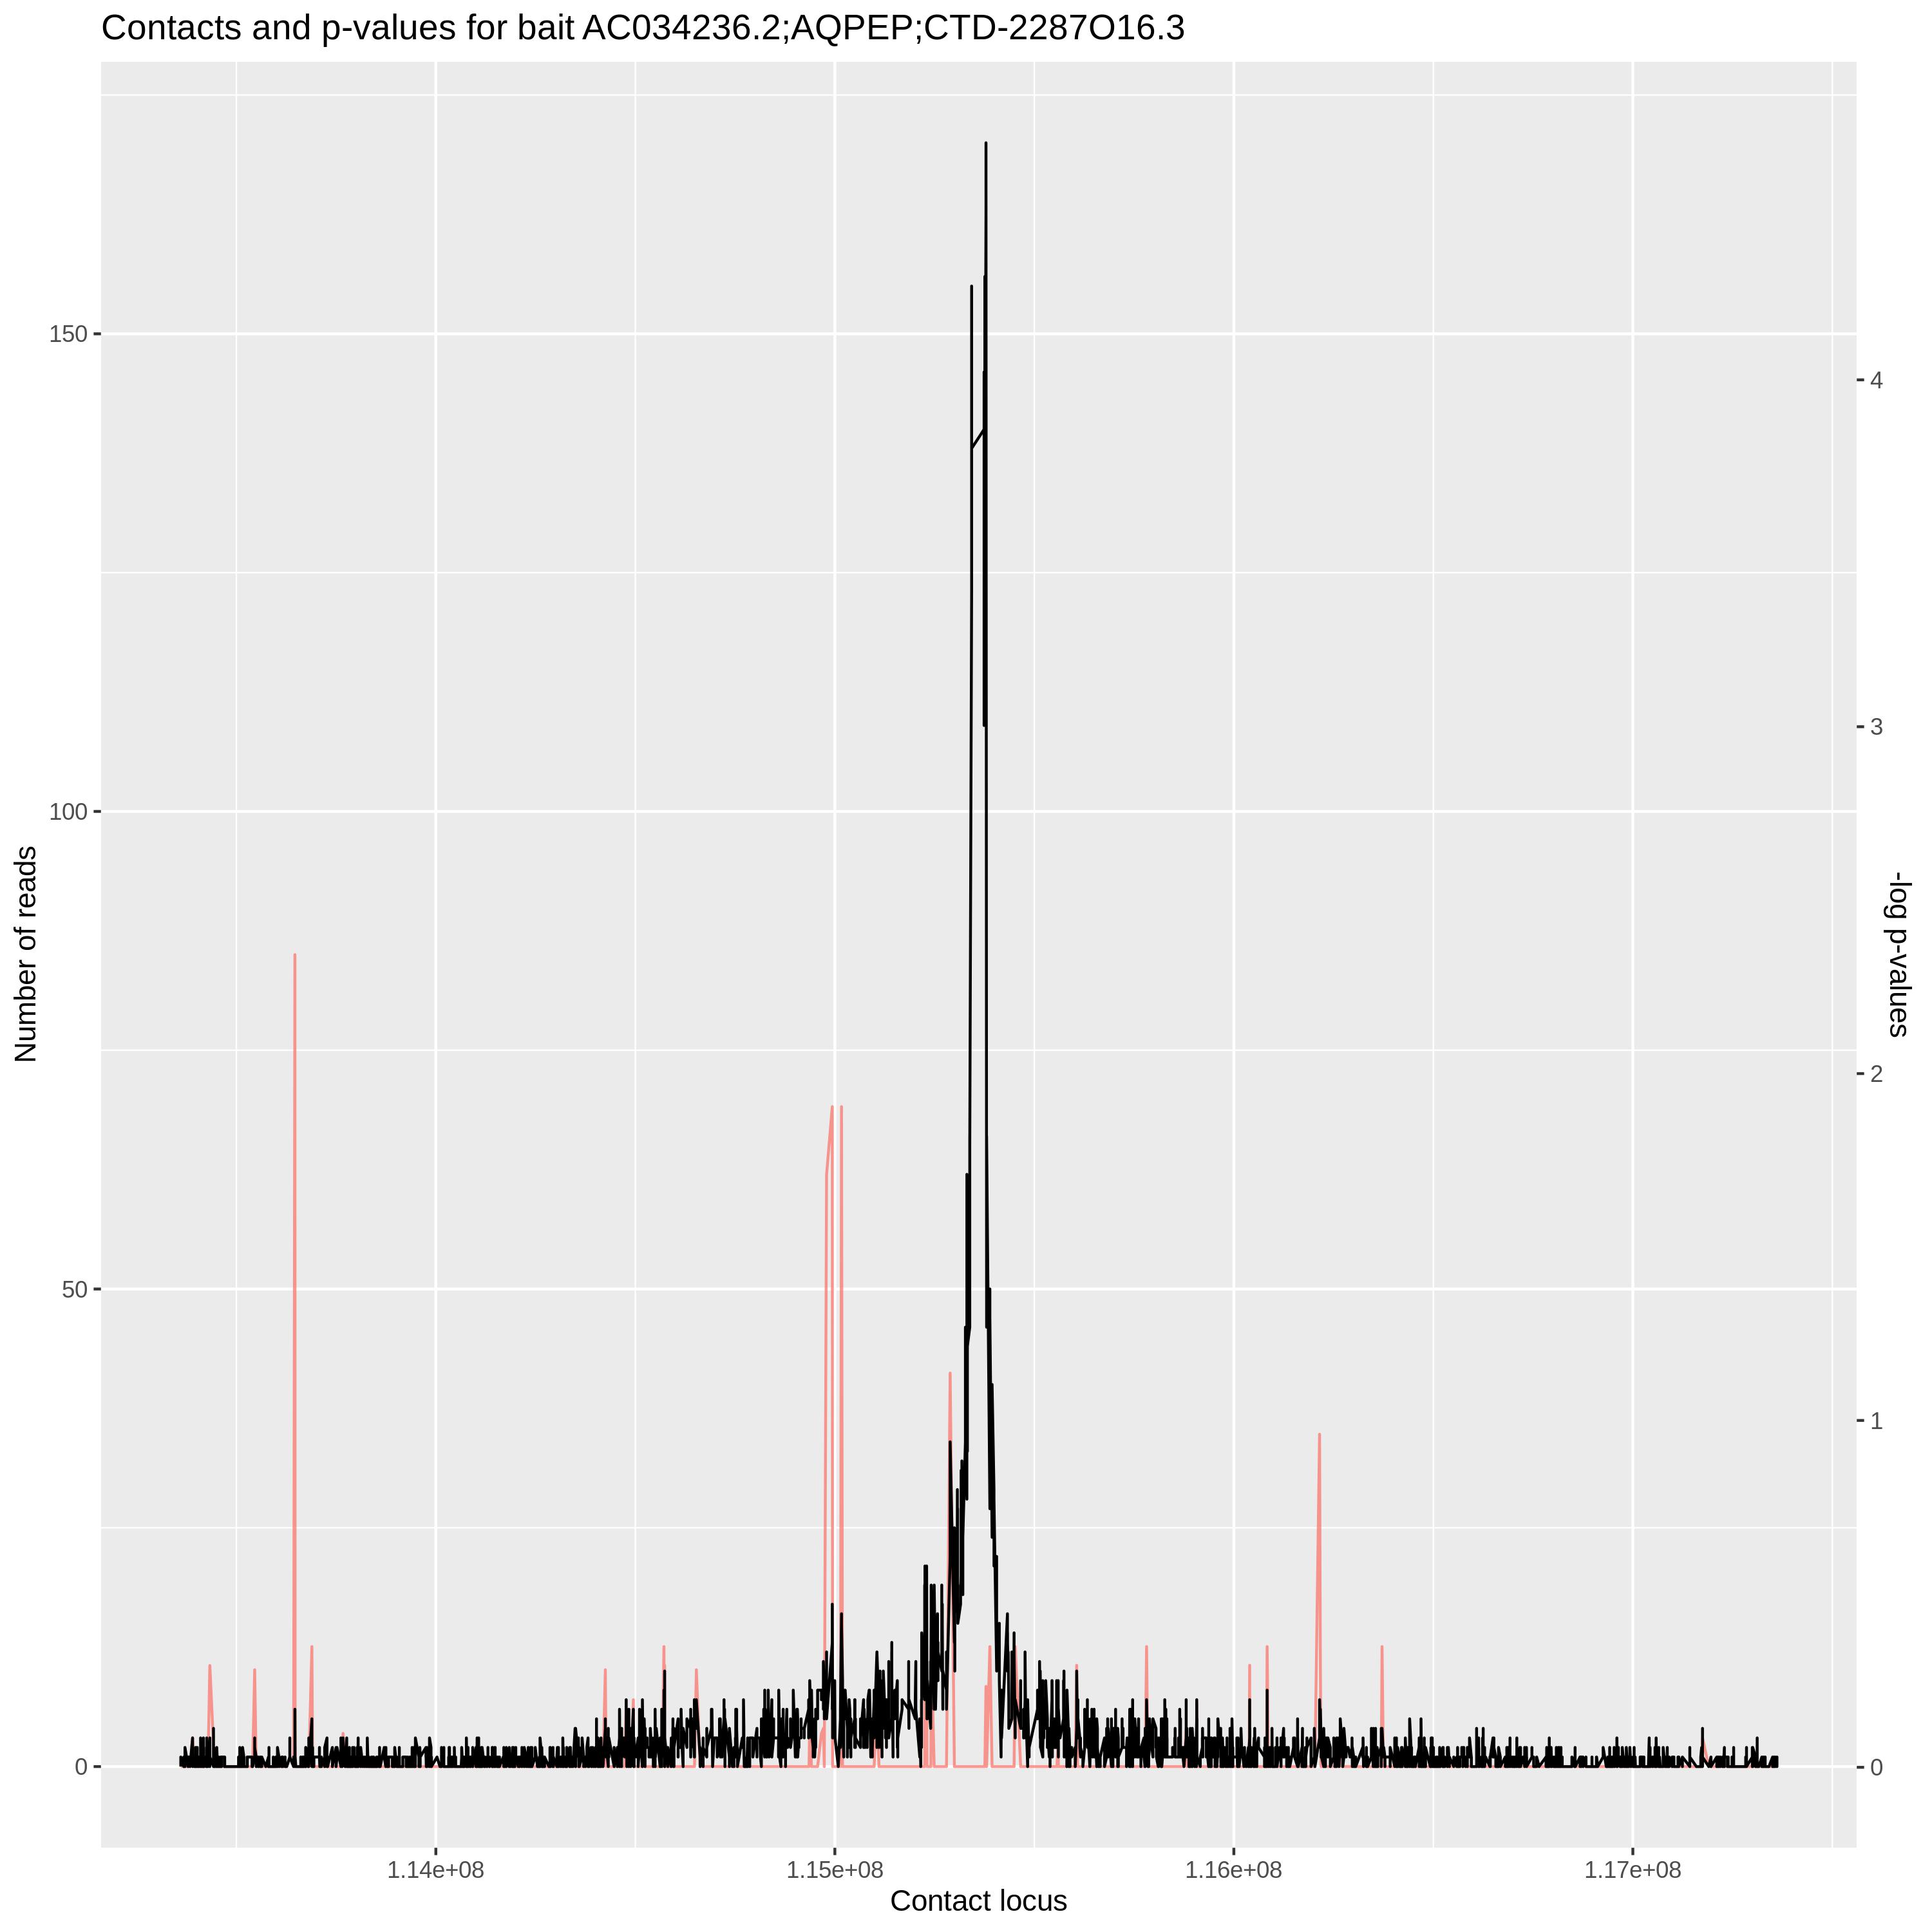 Contacts and p-values for bait AC034236.2;AQPEP;CTD-2287O16.3
150
100
50
0
Number of reads
4
3
2
1
0
-log p-values
1.14e+08
1.15e+08
1.16e+08
1.17e+08
Contact locus